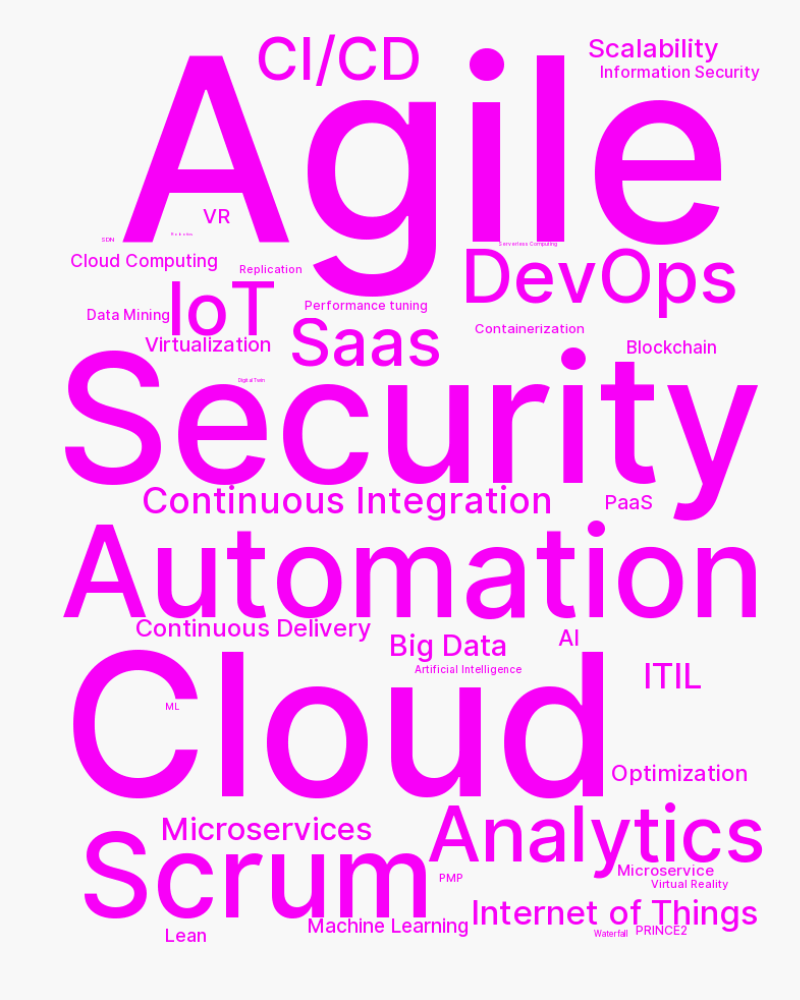 CI/CD
Scalability
Information Security
Agile
VR
SDN
Serverless Computing
Cloud Computing
Replication
DevOps
IoT
Performance tuning
Data Mining
Saas
Containerization
Virtualization
Blockchain
Digital Twin
Security
Continuous Integration
PaaS
Automation
Continuous Delivery
Big Data
AI
Artificial Intelligence
ITIL
Cloud
ML
Optimization
Microservices
Analytics
Scrum
Microservice
PMP
Virtual Reality
Internet of Things
Machine Learning
PRINCE2
Waterfall
Lean